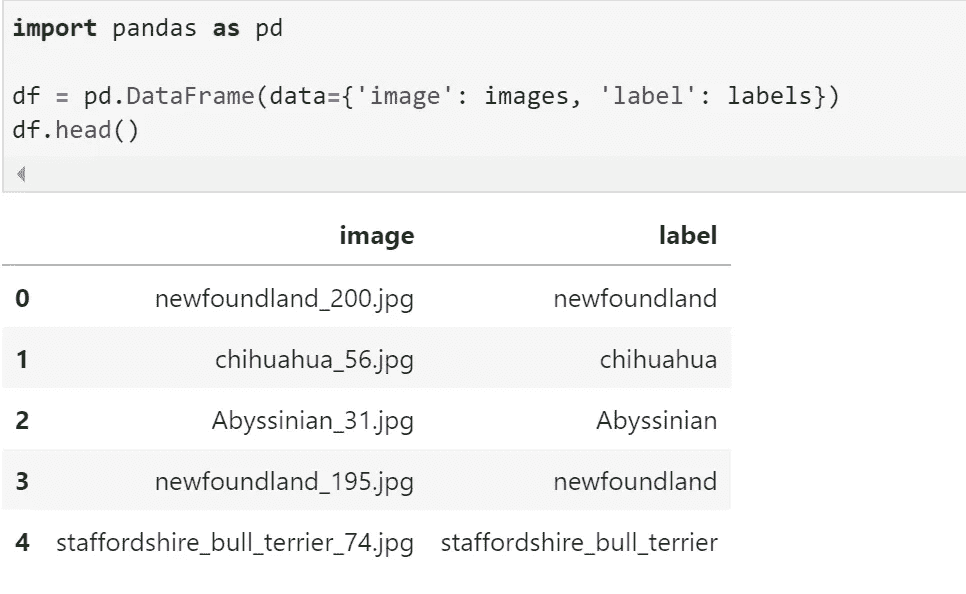 import pandas as pd
df = pd.DataFrame(data={'image': images, 'label': labels})
df.head()
image label
0 newfoundland_200.jpg newfoundland
1 chihuahua_56.jpg chihuahua
2 Abyssinian_31.jpg Abyssinian
3 newfoundland_195.jpg newfoundland
4 staffordshire_bull_terrier_74.jpg staffordshire_bull_terrier